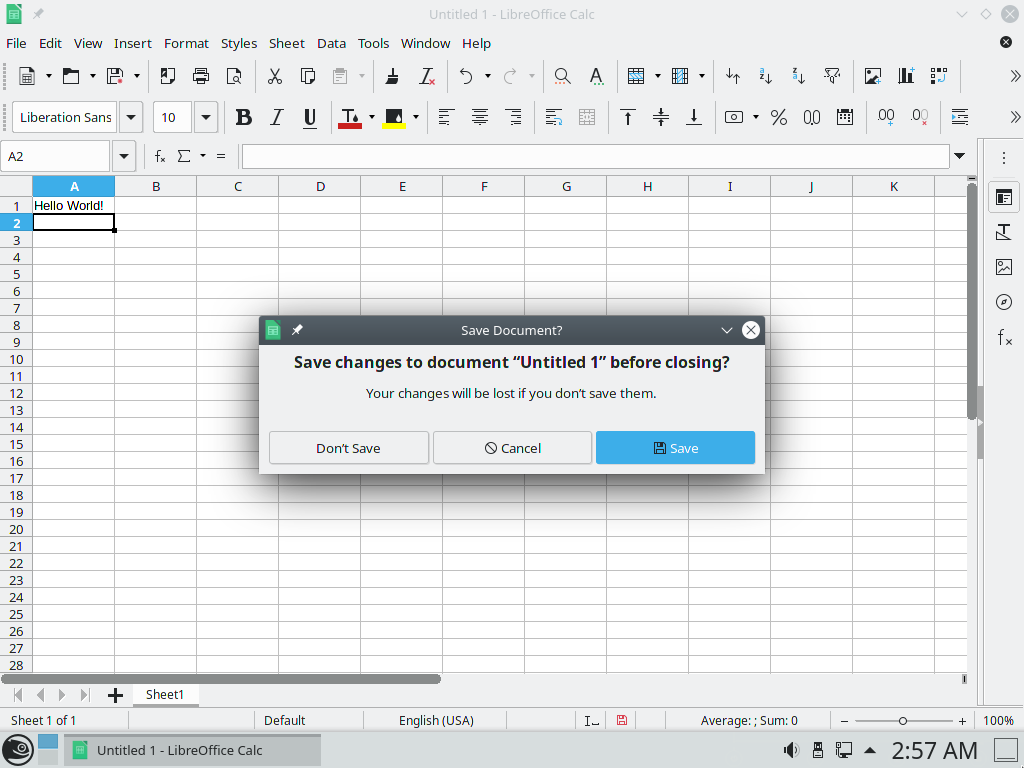 Untitled 1 - LibreOffice Calc
File Edit View Insert Format Styles Sheet Data Tools Window Help
Liberation Sans 10 B I U
A2
A B C D E F G H I J K
1 Hello World!
2
3
4
5
6
7
8
9
10
11
12
13
14
15
16
17
18
19
20
21
22
23
24
25
26
27
28
Save Document?
Save changes to document “Untitled 1” before closing?
Your changes will be lost if you don’t save them.
Don’t Save Cancel Save
Sheet1
Sheet 1 of 1 Default English (USA) Average: ; Sum: 0 100%
Untitled 1 - LibreOffice Calc 2:57 AM